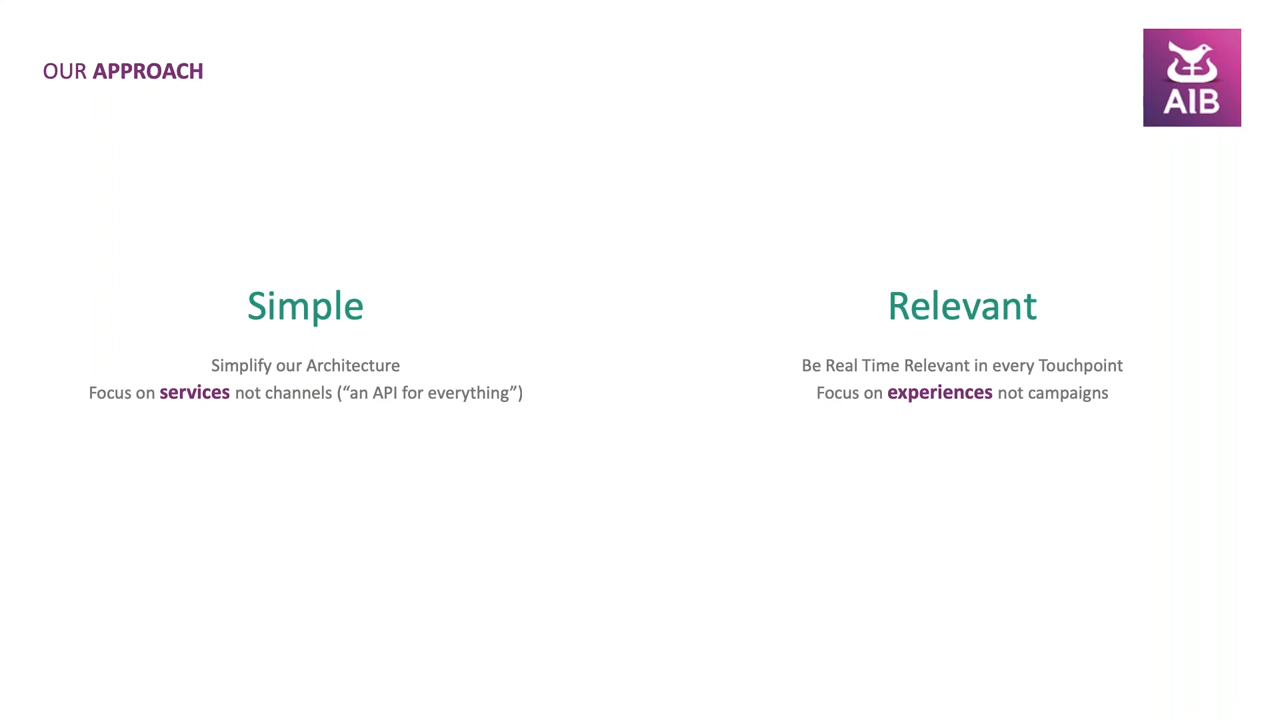 OUR APPROACH
AIB
Simple
Simplify our Architecture
Focus on services not channels (“an API for everything”)
Relevant
Be Real Time Relevant in every Touchpoint
Focus on experiences not campaigns